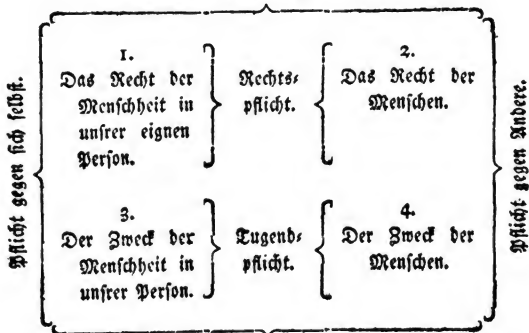 Pflicht gegen sich selbst.
1.
Das Recht der
Menschheit in
unsrer eignen
Person.
Rechts-
pflicht.
2.
Das Recht der
Menschen.
3.
Der Zweck der
Menschheit in
unsrer Person.
Tugend-
pflicht.
4.
Der Zweck der
Menschen.
Pflicht gegen Andere.